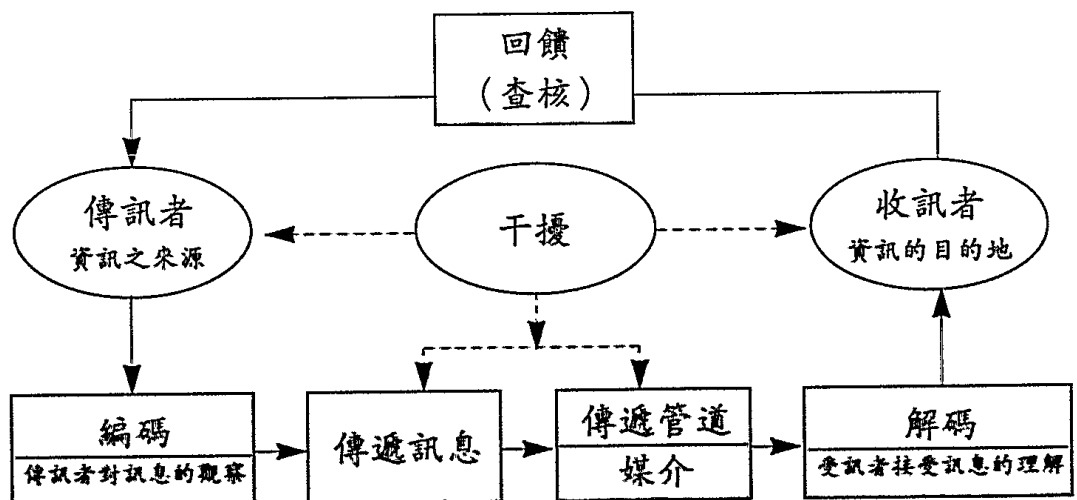 回饋
(查核)
傳訊者
資訊之來源
干擾
收訊者
資訊的目的地
編碼
傳訊者對訊息的觀察
傳遞訊息
傳遞管道
媒介
解碼
受訊者接受訊息的理解